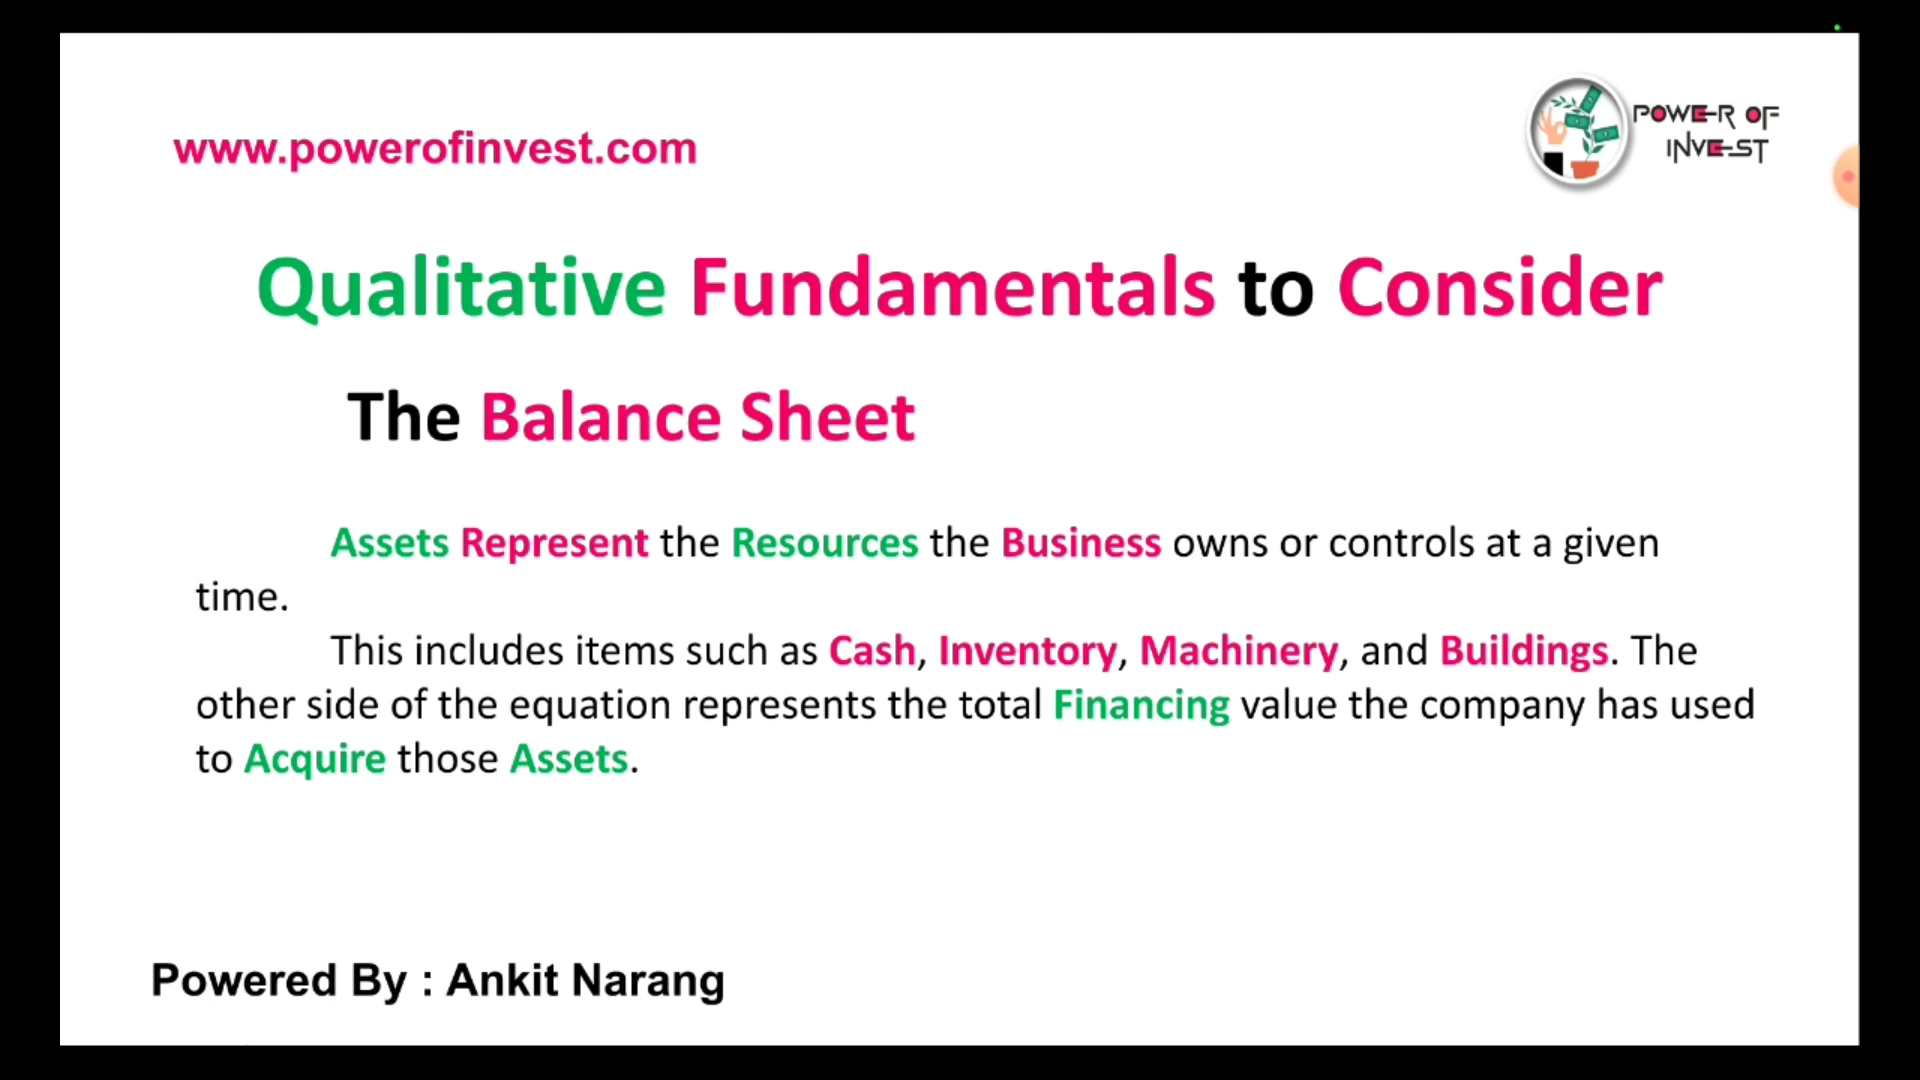 www.powerofinvest.com
POWER OF
INVEST
Qualitative Fundamentals to Consider
The Balance Sheet
Assets Represent the Resources the Business owns or controls at a given
time.
This includes items such as Cash, Inventory, Machinery, and Buildings. The
other side of the equation represents the total Financing value the company has used
to Acquire those Assets.
Powered By : Ankit Narang